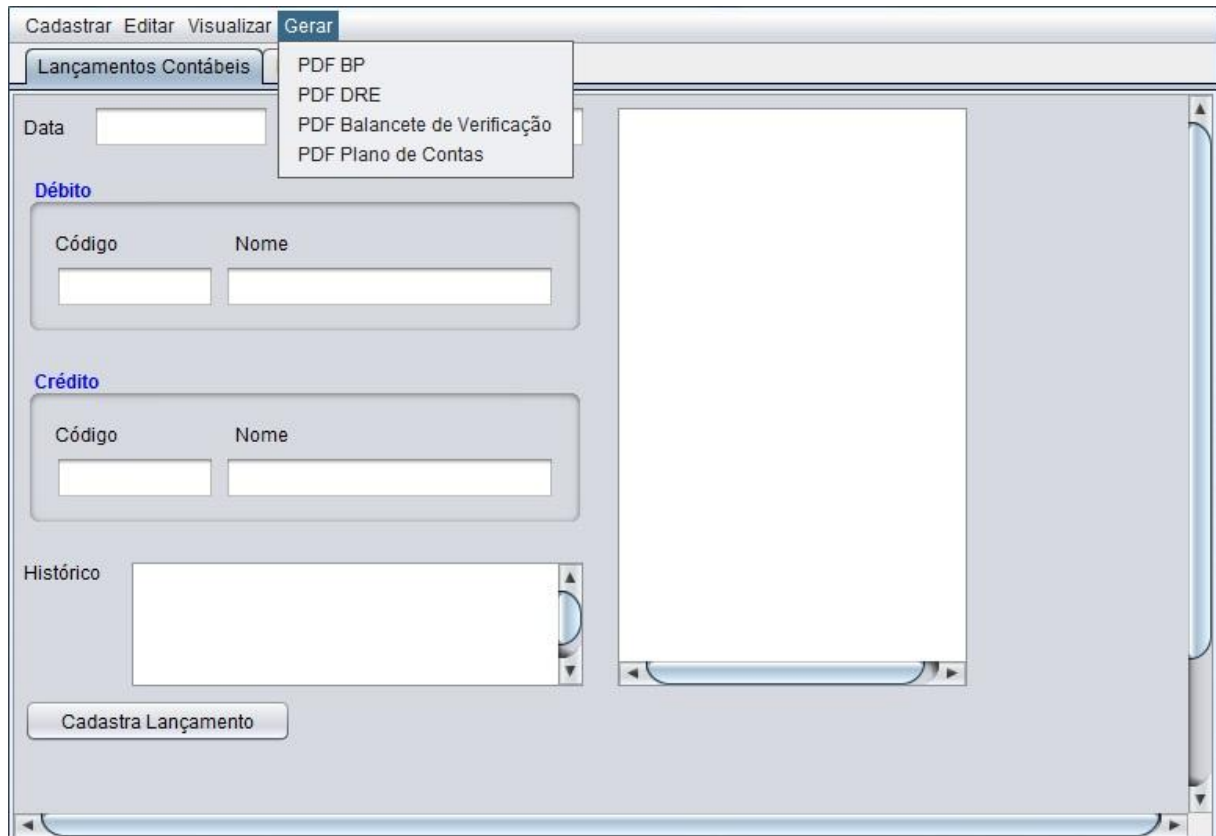 Cadastrar Editar Visualizar Gerar
Lançamentos Contábeis
PDF BP
PDF DRE
PDF Balancete de Verificação
PDF Plano de Contas
Data
Débito
Código Nome
Crédito
Código Nome
Histórico
Cadastra Lançamento